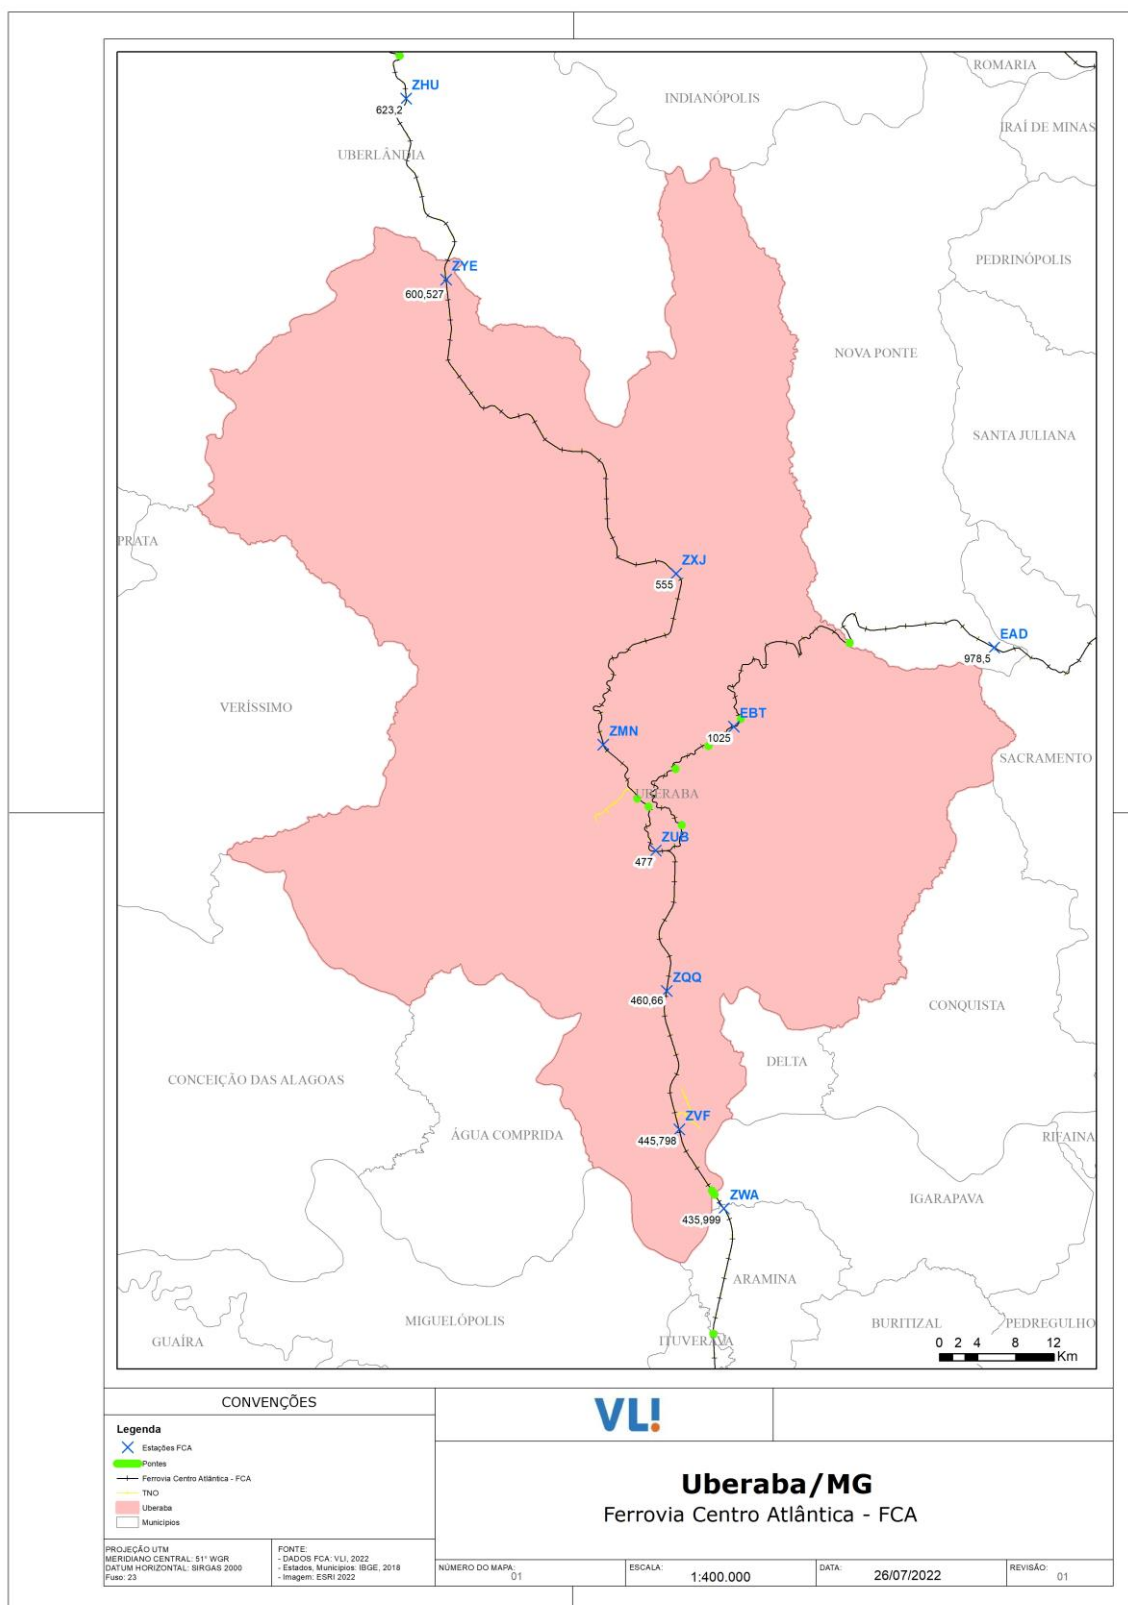 ROMARIA
ZHU
INDIANÓPOLIS
623,2
IRAÍ DE MINAS
UBERLÂNDIA
PEDRINÓPOLIS
ZYE
600,527
NOVA PONTE
SANTA JULIANA
PRATA
ZXJ
555
EAD
978,5
VERÍSSIMO
EBT
ZMN
1025
SACRAMENTO
UBERABA
ZUB
477
ZQQ
460,66
CONQUISTA
DELTA
CONCEIÇÃO DAS ALAGOAS
ZVF
ÁGUA COMPRIDA
445,798
RIFAINA
ZWA
IGARAPAVA
435,999
ARAMINA
MIGUELÓPOLIS
BURITIZAL
PEDREGULHO
GUAÍRA
ITUVERAVA
0 2 4 8 12
Km
CONVENÇÕES
Legenda
Estações FCA
Pontes
Ferrovia Centro Atlântica - FCA
TNO
Uberaba
Municípios
VLI
Uberaba/MG
Ferrovia Centro Atlântica - FCA
PROJEÇÃO UTM
MERIDIANO CENTRAL: 51° WGR
DATUM HORIZONTAL: SIRGAS 2000
Fuso: 23
FONTE:
- DADOS FCA: VLI, 2022
- Estados, Municípios: IBGE, 2018
- Imagem: ESRI 2022
NÚMERO DO MAPA:
01
ESCALA:
1:400.000
DATA:
26/07/2022
REVISÃO:
01